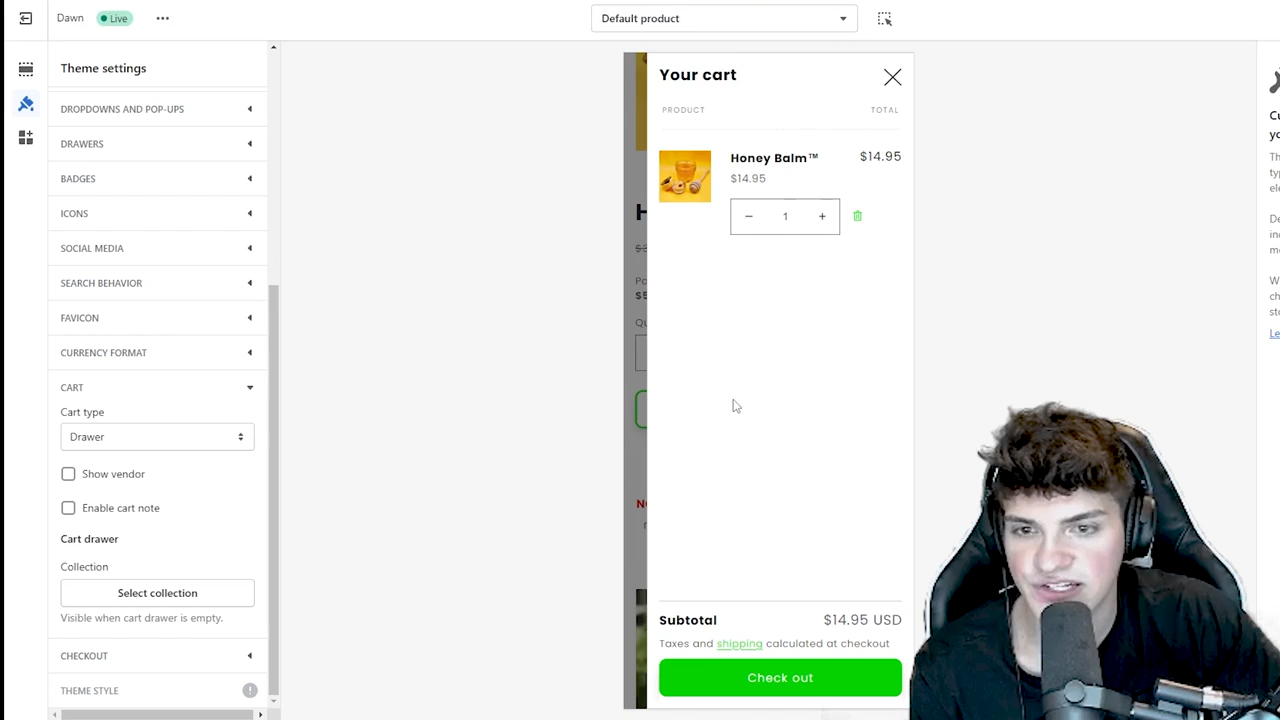 Dawn Live
Default product
Theme settings
DROPDOWNS AND POP-UPS
DRAWERS
BADGES
ICONS
SOCIAL MEDIA
SEARCH BEHAVIOR
FAVICON
CURRENCY FORMAT
CART
Cart type
Drawer
Show vendor
Enable cart note
Cart drawer
Collection
Select collection
Visible when cart drawer is empty.
CHECKOUT
THEME STYLE
Your cart
PRODUCT TOTAL
Honey Balm™ $14.95
$14.95
1
Subtotal $14.95 USD
Taxes and shipping calculated at checkout
Check out